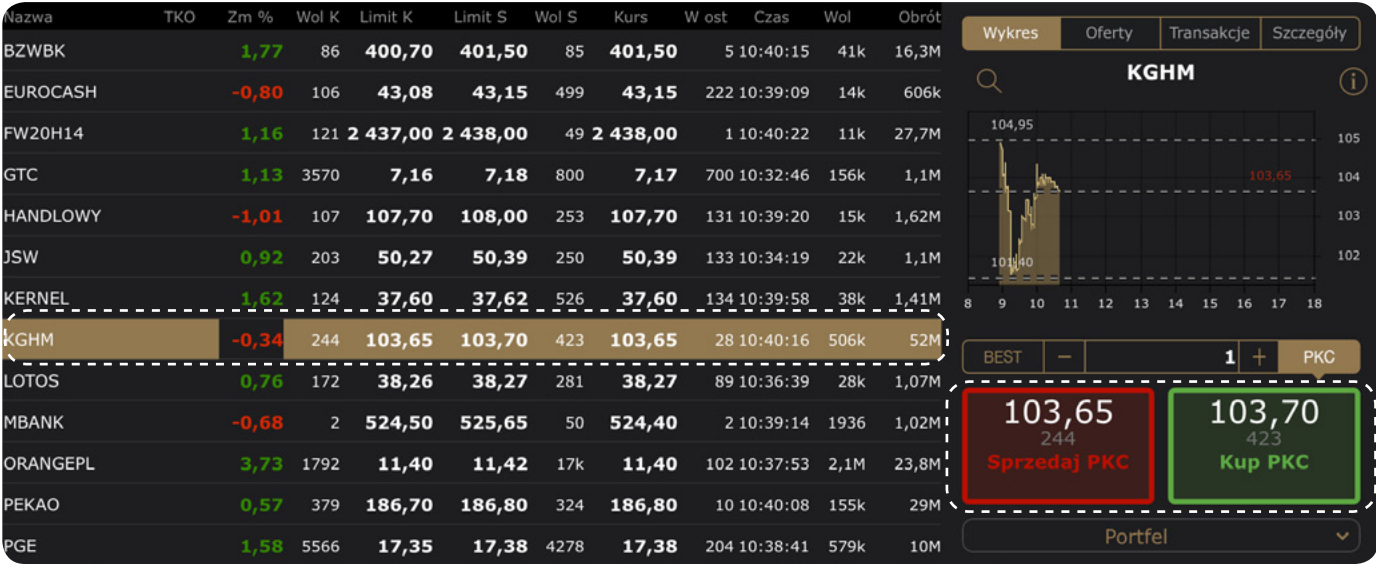 Nazwa TKO Zm % Wol K Limit K Limit S Wol S Kurs W ost Czas Wol Obrót
BZWBK 1,77 86 400,70 401,50 85 401,50 5 10:40:15 41k 16,3M
EUROCASH -0,80 106 43,08 43,15 499 43,15 222 10:39:09 14k 606k
FW20H14 1,16 121 2 437,00 2 438,00 49 2 438,00 1 10:40:22 11k 27,7M
GTC 1,13 3570 7,16 7,18 800 7,17 700 10:32:46 156k 1,1M
HANDLOWY -1,01 107 107,70 108,00 253 107,70 131 10:39:20 15k 1,62M
JSW 0,92 203 50,27 50,39 250 50,39 133 10:34:19 22k 1,1M
KERNEL 1,62 124 37,60 37,62 526 37,60 134 10:39:58 38k 1,41M
KGHM -0,34 244 103,65 103,70 423 103,65 28 10:40:16 506k 52M
LOTOS 0,76 172 38,26 38,27 281 38,27 89 10:36:39 28k 1,07M
MBANK -0,68 2 524,50 525,65 50 524,40 2 10:39:14 1936 1,02M
ORANGEPL 3,73 1792 11,40 11,42 17k 11,40 102 10:37:53 2,1M 23,8M
PEKAO 0,57 379 186,70 186,80 324 186,80 10 10:40:08 155k 29M
PGE 1,58 5566 17,35 17,38 4278 17,38 204 10:38:41 579k 10M
Wykres Oferty Transakcje Szczegóły
KGHM
104,95
105
103,65 104
103
101,40 102
8 9 10 11 12 13 14 15 16 17 18
BEST − 1 + PKC
103,65 103,70
244 423
Sprzedaj PKC Kup PKC
Portfel